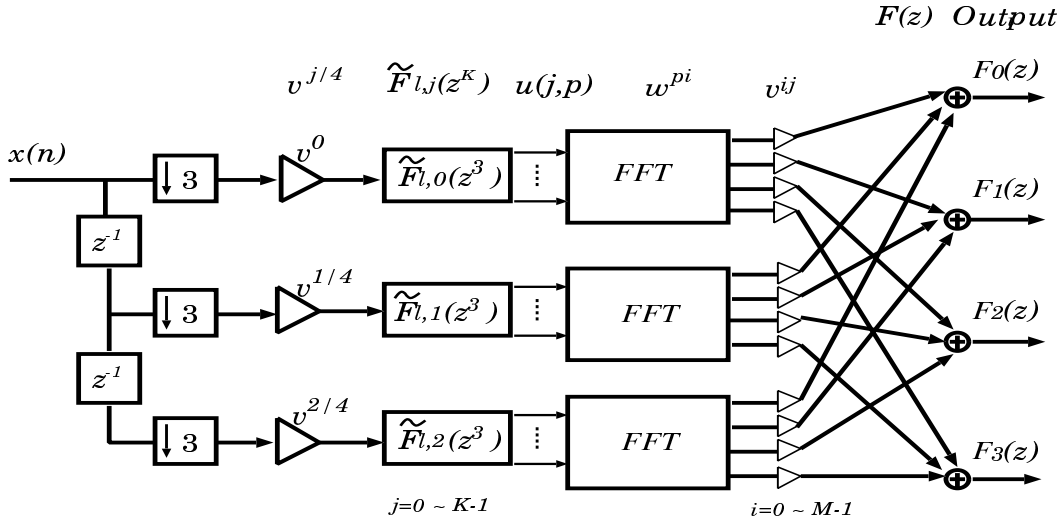 F(z) Output
v^{j/4} F̃l,j(z^K) u(j,p) w^{pi} v^{ij}
F0(z)
x(n) ↓ 3 v^0 F̃l,0(z^3) FFT
F1(z)
z^{-1}
↓ 3 v^{1/4} F̃l,1(z^3) FFT
F2(z)
z^{-1}
↓ 3 v^{2/4} F̃l,2(z^3) FFT
F3(z)
j=0 ~ K-1 i=0 ~ M-1